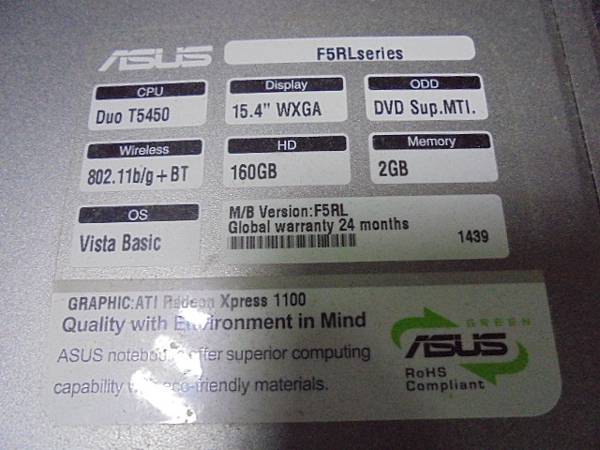 ASUS F5RLseries
CPU Display ODD
Duo T5450 15.4" WXGA DVD Sup.MTI.
Wireless HD Memory
802.11b/g+BT 160GB 2GB
OS
Vista Basic
M/B Version:F5RL
Global warranty 24 months
1439
GRAPHIC:ATI Radeon Xpress 1100
Quality with Environment in Mind
ASUS notebooks offer superior computing
capability with eco-friendly materials.
GREEN
ASUS
RoHS
Compliant